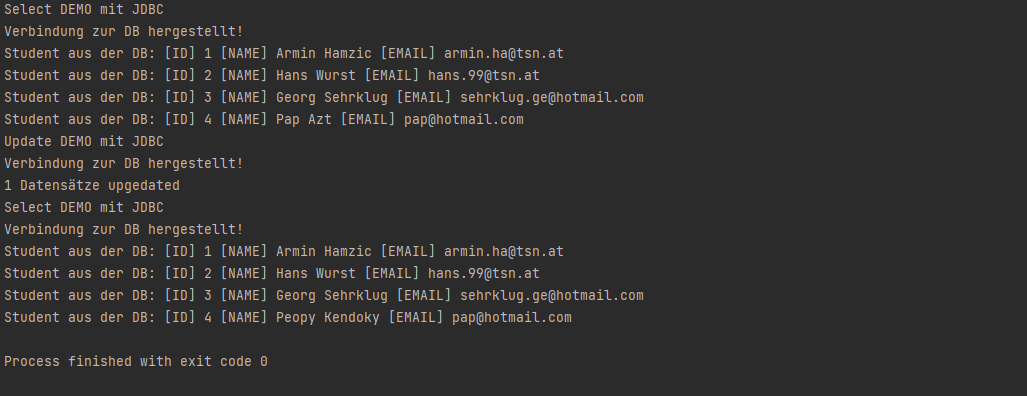 Select DEMO mit JDBC
Verbindung zur DB hergestellt!
Student aus der DB: [ID] 1 [NAME] Armin Hamzic [EMAIL] armin.ha@tsn.at
Student aus der DB: [ID] 2 [NAME] Hans Wurst [EMAIL] hans.99@tsn.at
Student aus der DB: [ID] 3 [NAME] Georg Sehrklug [EMAIL] sehrklug.ge@hotmail.com
Student aus der DB: [ID] 4 [NAME] Pap Azt [EMAIL] pap@hotmail.com
Update DEMO mit JDBC
Verbindung zur DB hergestellt!
1 Datensätze upgedated
Select DEMO mit JDBC
Verbindung zur DB hergestellt!
Student aus der DB: [ID] 1 [NAME] Armin Hamzic [EMAIL] armin.ha@tsn.at
Student aus der DB: [ID] 2 [NAME] Hans Wurst [EMAIL] hans.99@tsn.at
Student aus der DB: [ID] 3 [NAME] Georg Sehrklug [EMAIL] sehrklug.ge@hotmail.com
Student aus der DB: [ID] 4 [NAME] Peopy Kendoky [EMAIL] pap@hotmail.com
Process finished with exit code 0